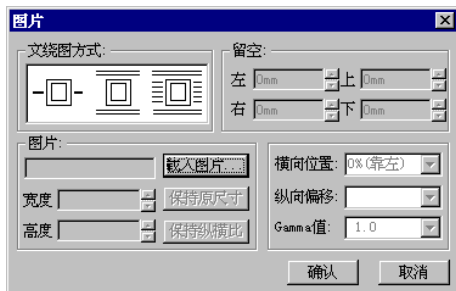 图片
文绕图方式:
留空:
左 0mm 上 0mm
右 0mm 下 0mm
图片:
载入图片...
宽度 保持原尺寸
高度 保持纵横比
横向位置: 0%(靠左)
纵向偏移:
Gamma值: 1.0
确认 取消